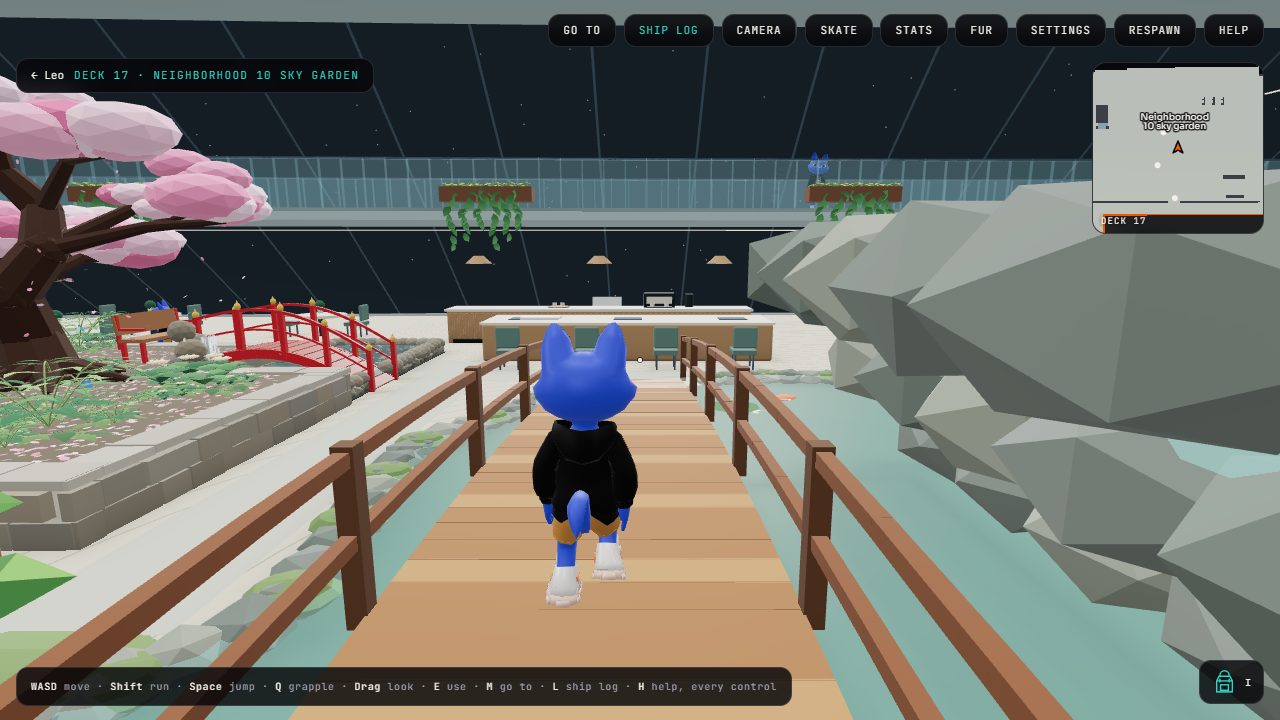 GO TO
SHIP LOG
CAMERA
SKATE
STATS
FUR
SETTINGS
RESPAWN
HELP
← Leo DECK 17 · NEIGHBORHOOD 10 SKY GARDEN
Neighborhood
10 sky garden
DECK 17
WASD move · Shift run · Space jump · Q grapple · Drag look · E use · M go to · L ship log · H help, every control
I